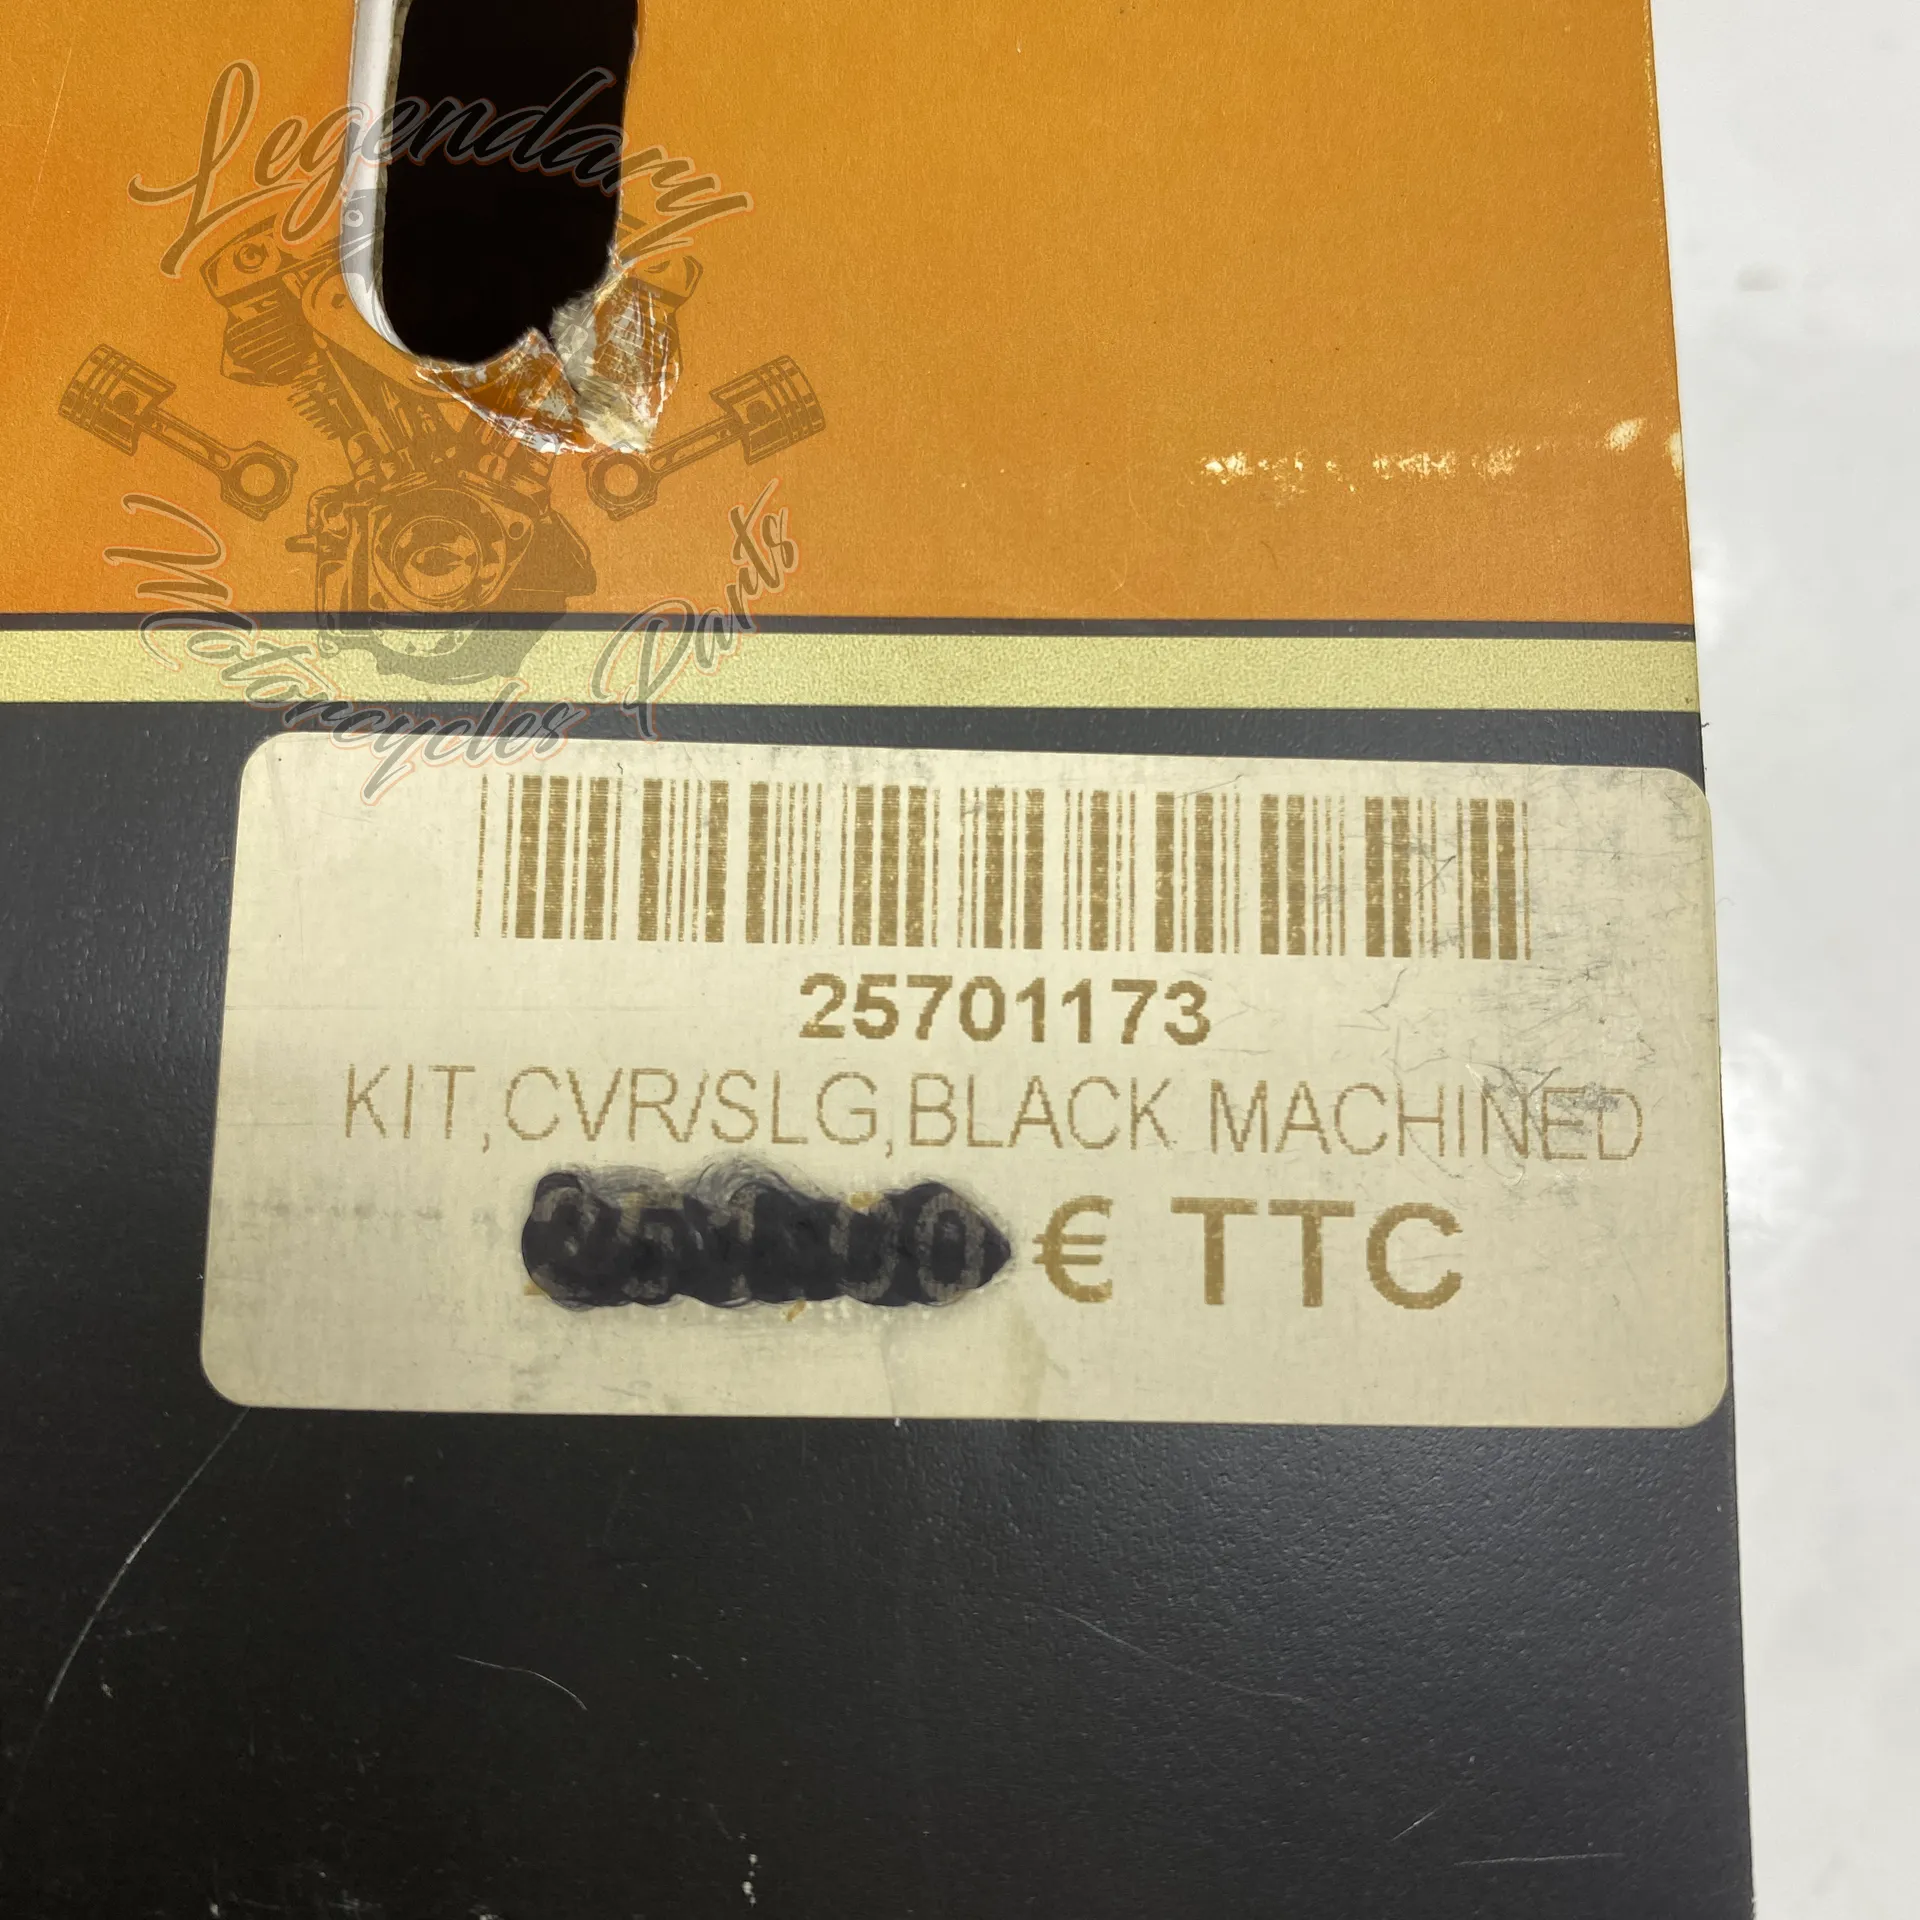 Legendary
Motorcycles Parts
25701173
KIT,CVR/SLG,BLACK MACHINED
€ TTC